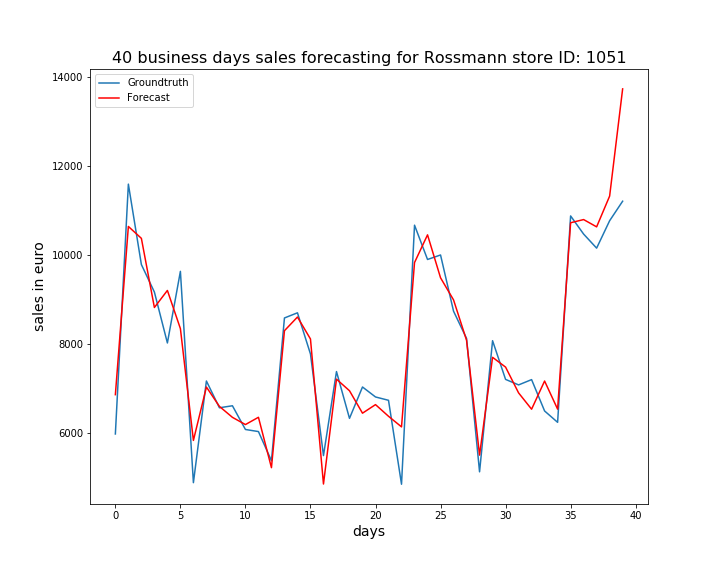 40 business days sales forecasting for Rossmann store ID: 1051
Groundtruth
Forecast
14000
12000
10000
8000
6000
sales in euro
0 5 10 15 20 25 30 35 40
days